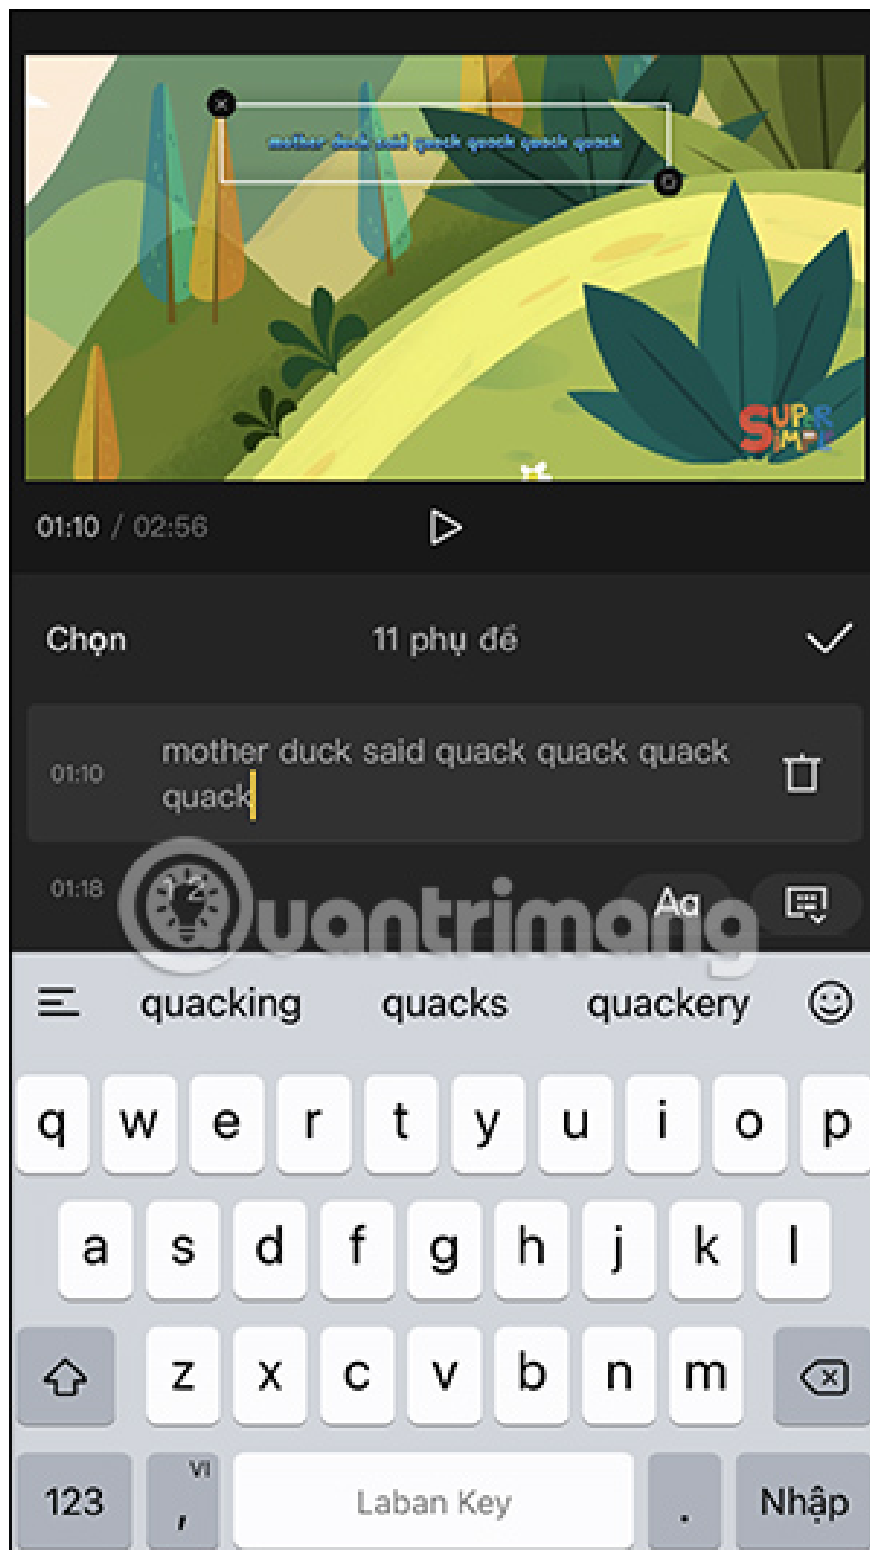 mother duck said quack quack quack quack
SUPER
SiMPLE
01:10 / 02:56
Chọn
11 phụ đề
01:10
mother duck said quack quack quack
quack
01:18
1 2
Aa
Quantrimang
quacking quacks quackery
q w e r t y u i o p
a s d f g h j k l
z x c v b n m
123
VI
,
Laban Key
.
Nhập